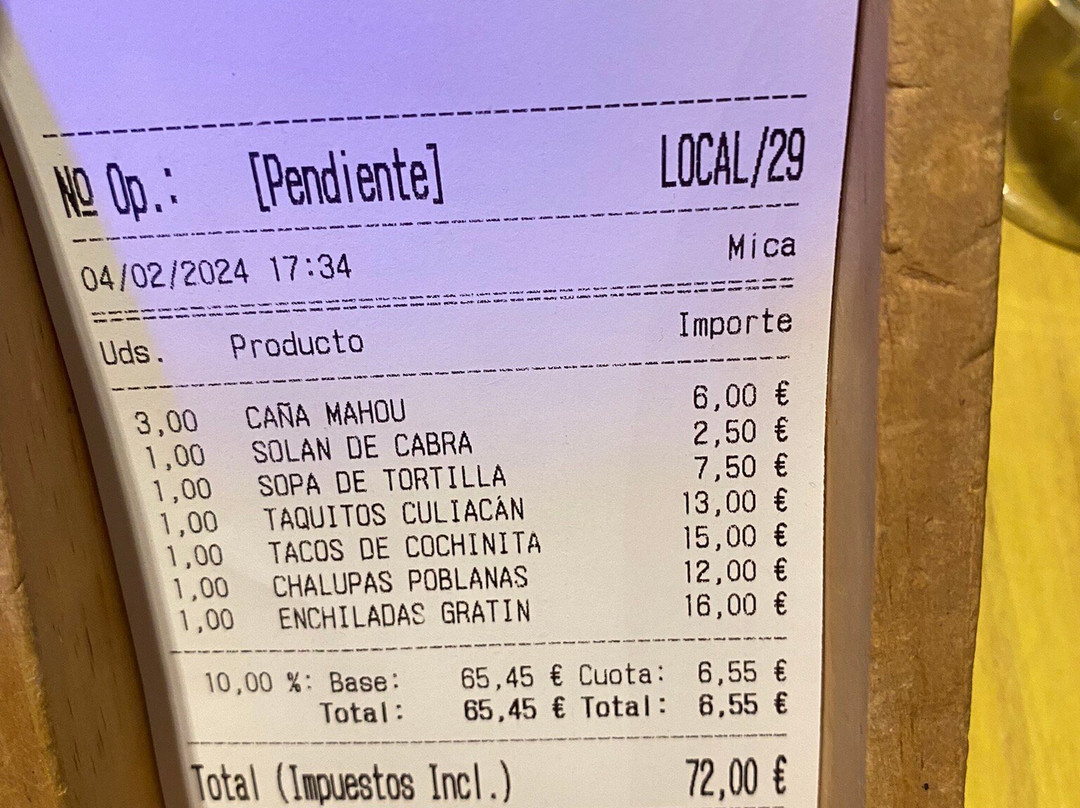 Nº Op.: [Pendiente] LOCAL/29
04/02/2024 17:34 Mica
Uds. Producto Importe
3,00 CAÑA MAHOU 6,00 €
1,00 SOLAN DE CABRA 2,50 €
1,00 SOPA DE TORTILLA 7,50 €
1,00 TAQUITOS CULIACÁN 13,00 €
1,00 TACOS DE COCHINITA 15,00 €
1,00 CHALUPAS POBLANAS 12,00 €
1,00 ENCHILADAS GRATIN 16,00 €
10,00 %: Base: 65,45 € Cuota: 6,55 €
Total: 65,45 € Total: 6,55 €
Total (Impuestos Incl.) 72,00 €